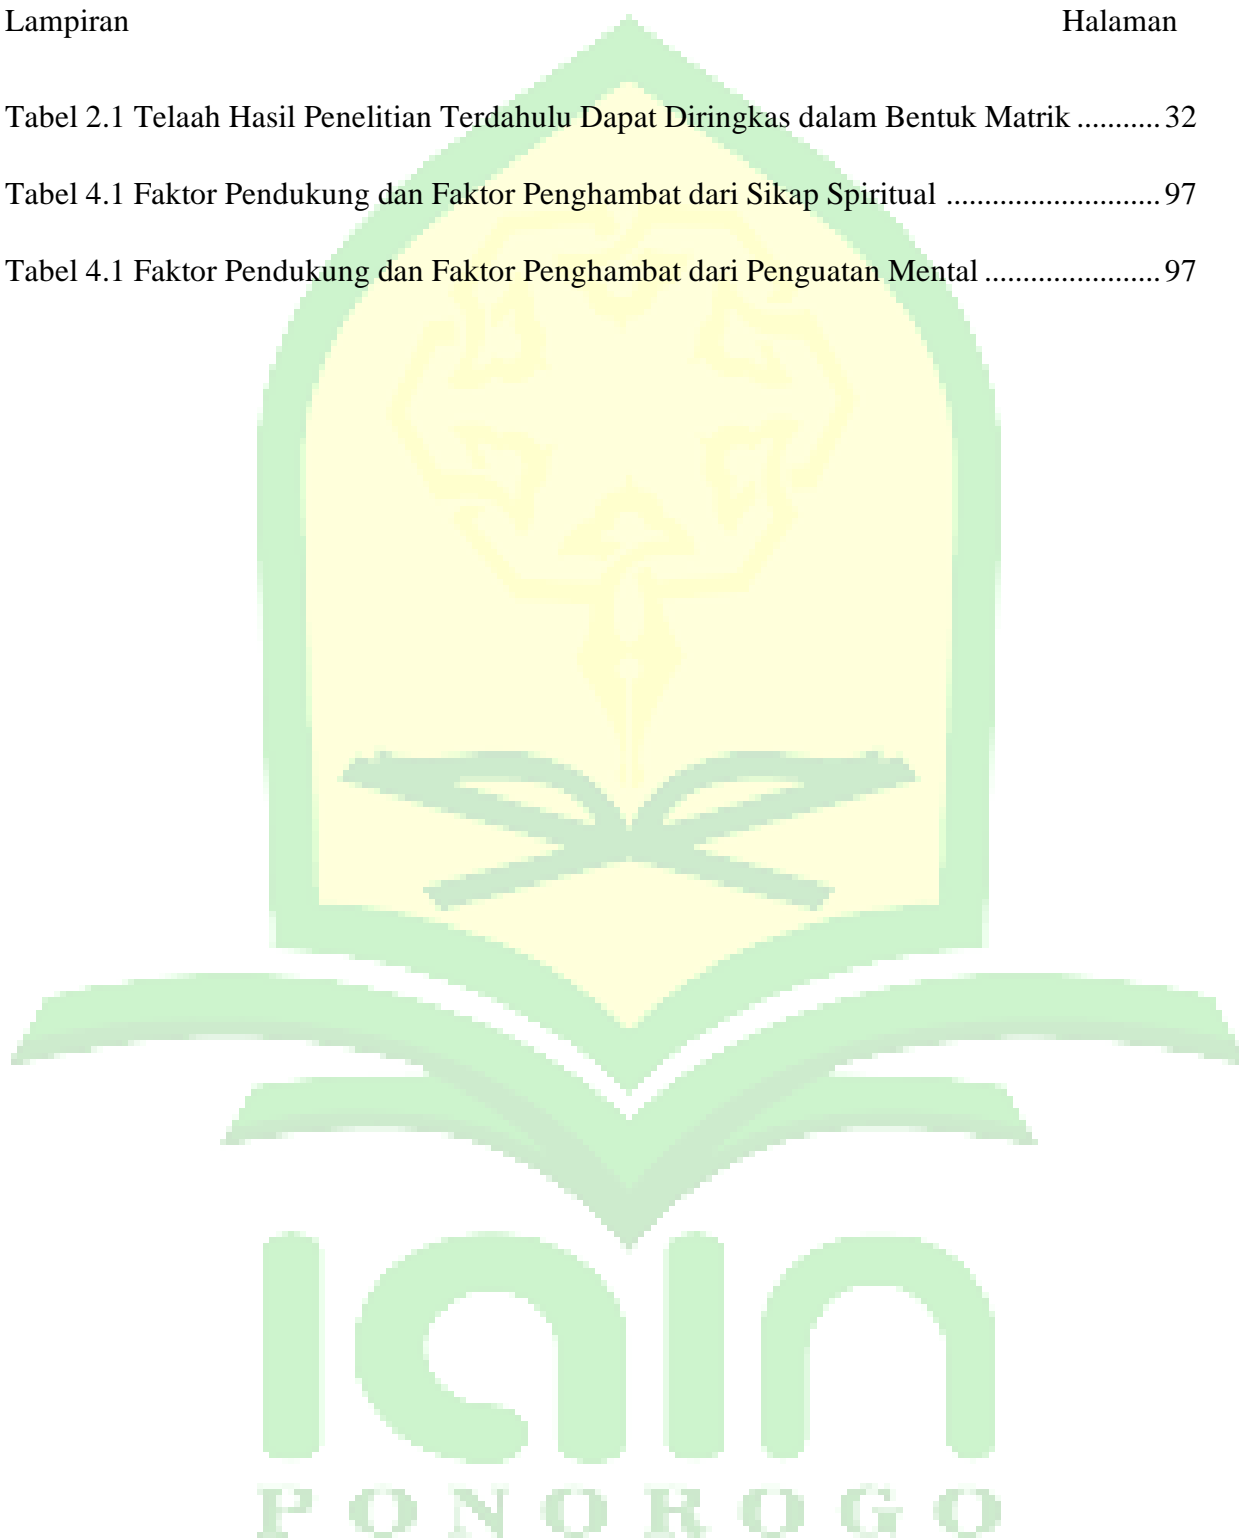 Lampiran Halaman
Tabel 2.1 Telaah Hasil Penelitian Terdahulu Dapat Diringkas dalam Bentuk Matrik ........... 32
Tabel 4.1 Faktor Pendukung dan Faktor Penghambat dari Sikap Spiritual ............................ 97
Tabel 4.1 Faktor Pendukung dan Faktor Penghambat dari Penguatan Mental ....................... 97
iain
PONOROGO